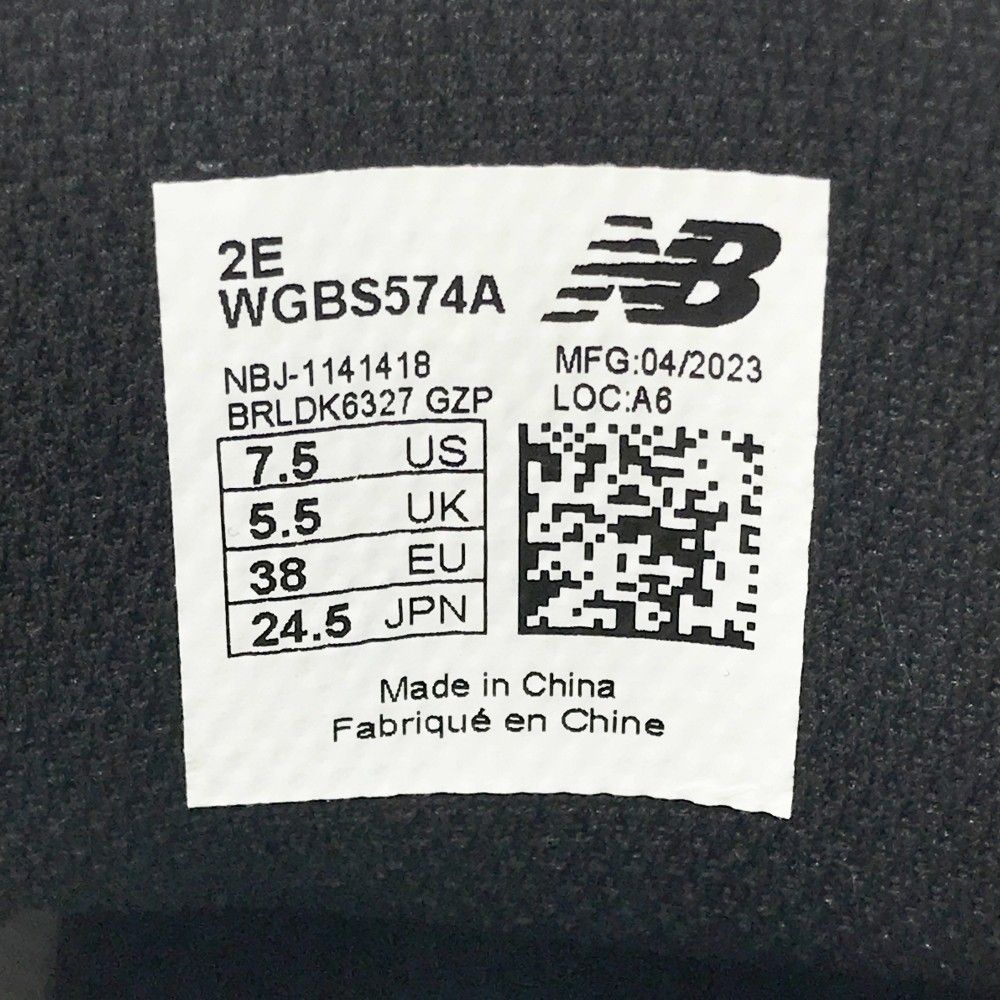 2E
WGBS574A
NB
NBJ-1141418
BRLDK6327 GZP
MFG:04/2023
LOC:A6
7.5 US
5.5 UK
38 EU
24.5 JPN
Made in China
Fabriqué en Chine